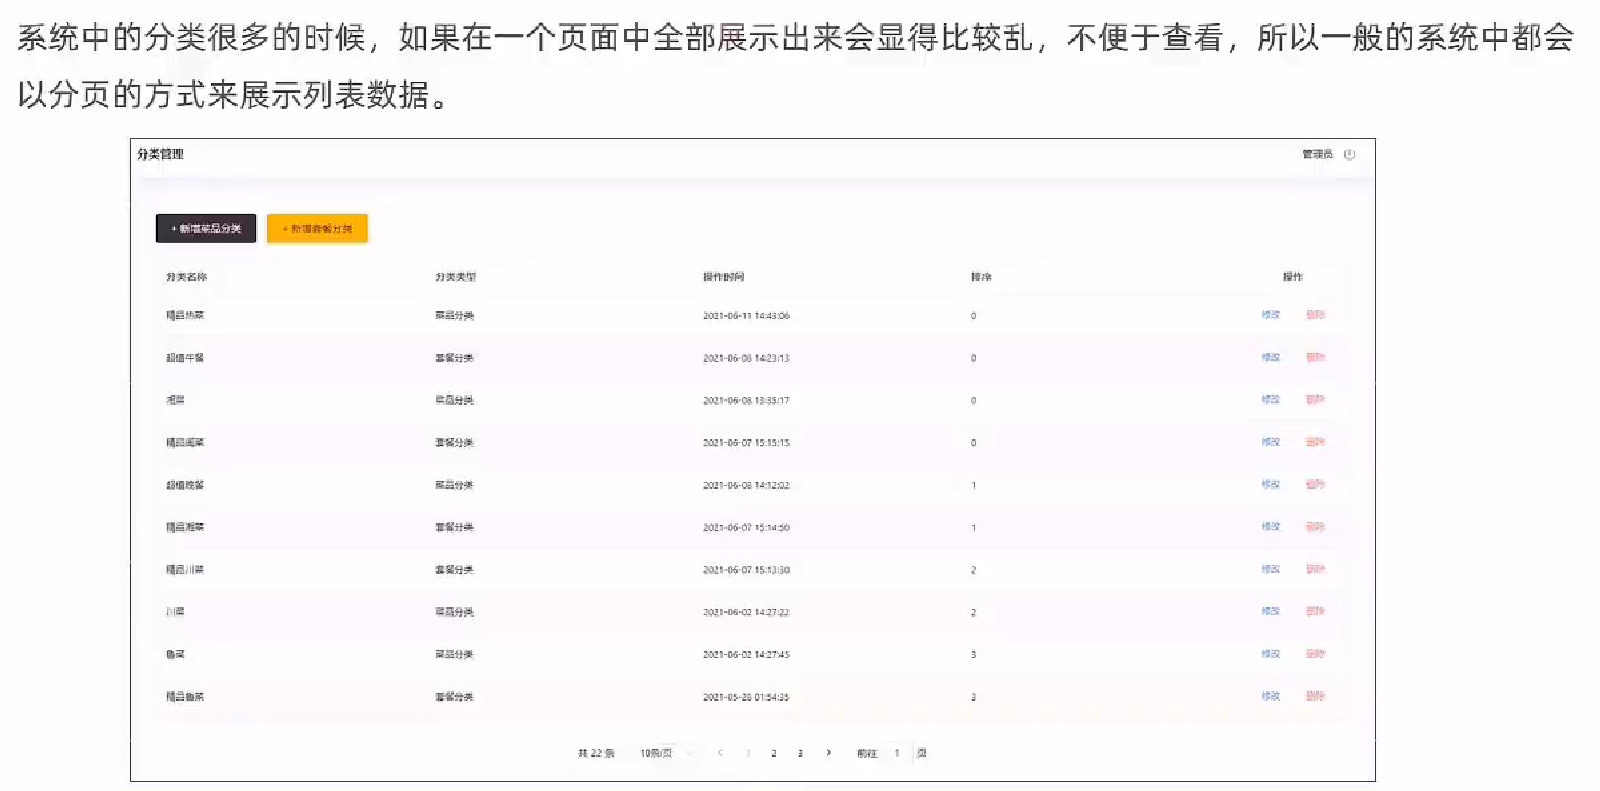 系统中的分类很多的时候，如果在一个页面中全部展示出来会显得比较乱，不便于查看，所以一般的系统中都会
以分页的方式来展示列表数据。
分类管理 管理员
+ 新增菜品分类 + 新增套餐分类
分类名称 分类类型 操作时间 排序 操作
精品热菜 菜品分类 2021-06-11 14:43:06 0 修改 删除
超值午餐 套餐分类 2021-06-08 14:23:13 0 修改 删除
湘菜 菜品分类 2021-06-08 13:35:17 0 修改 删除
精品 菜 套餐分类 2021-06-07 15:15:15 0 修改 删除
超值晚餐 菜品分类 2021-06-08 14:12:02 1 修改 删除
精品湘菜 套餐分类 2021-06-07 15:14:50 1 修改 删除
精品川菜 套餐分类 2021-06-07 15:13:30 2 修改 删除
川菜 菜品分类 2021-06-02 14:27:22 2 修改 删除
鲁菜 菜品分类 2021-06-02 14:27:45 3 修改 删除
精品鲁菜 套餐分类 2021-05-28 01:54:35 3 修改 删除
共 22 条 10条/页 < 1 2 3 > 前往 1 页